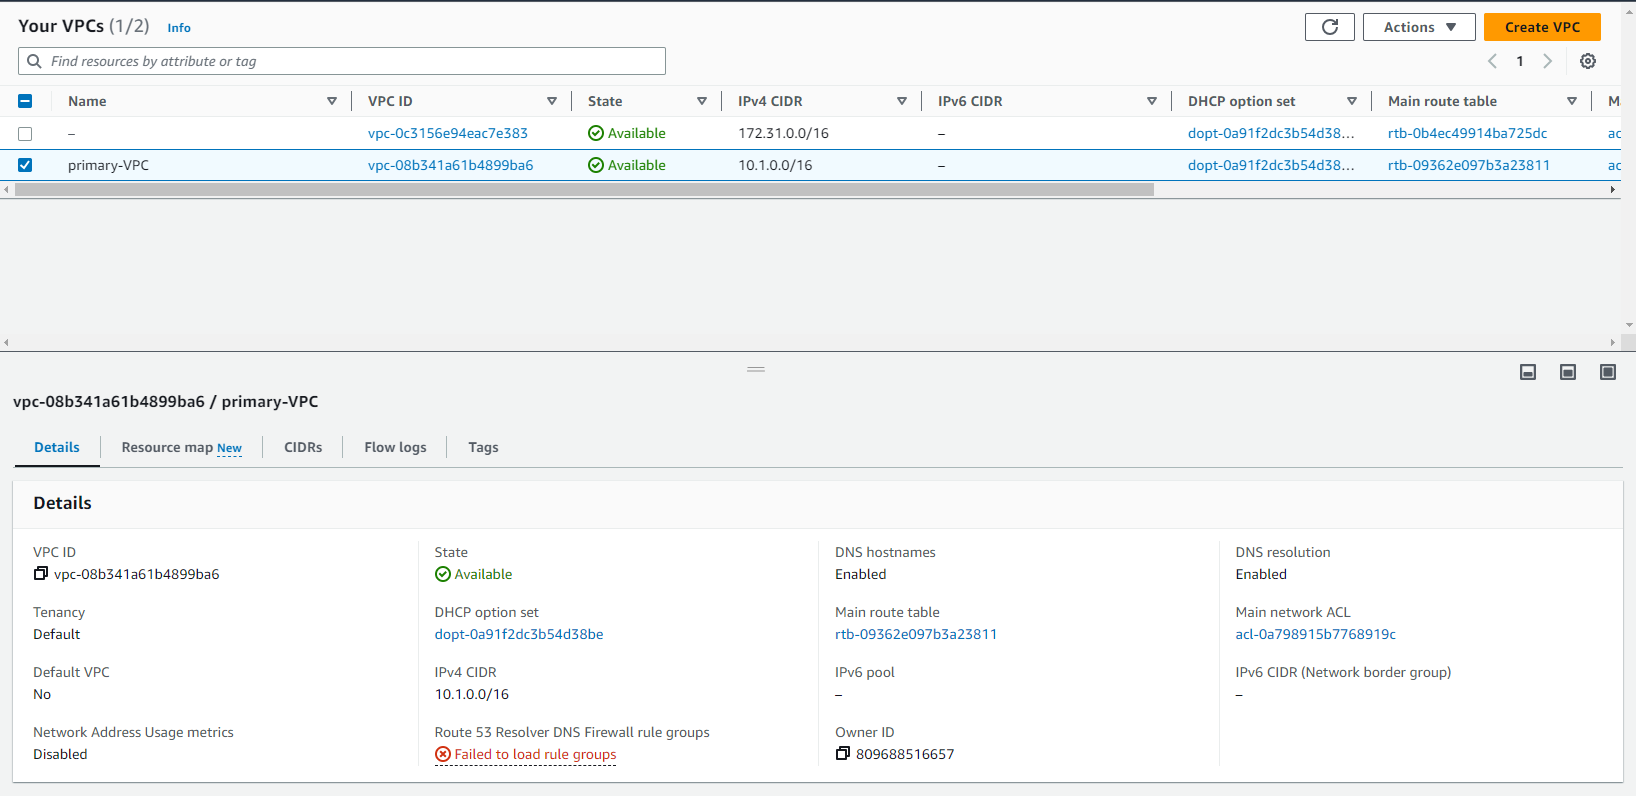 Your VPCs (1/2) Info
Actions
Create VPC
Find resources by attribute or tag
1
Name VPC ID State IPv4 CIDR IPv6 CIDR DHCP option set Main route table M
– vpc-0c3156e94eac7e383 Available 172.31.0.0/16 – dopt-0a91f2dc3b54d38... rtb-0b4ec49914ba725dc ac
primary-VPC vpc-08b341a61b4899ba6 Available 10.1.0.0/16 – dopt-0a91f2dc3b54d38... rtb-09362e097b3a23811 ac
vpc-08b341a61b4899ba6 / primary-VPC
Details Resource map New CIDRs Flow logs Tags
Details
VPC ID State DNS hostnames DNS resolution
vpc-08b341a61b4899ba6 Available Enabled Enabled
Tenancy DHCP option set Main route table Main network ACL
Default dopt-0a91f2dc3b54d38be rtb-09362e097b3a23811 acl-0a798915b7768919c
Default VPC IPv4 CIDR IPv6 pool IPv6 CIDR (Network border group)
No 10.1.0.0/16 – –
Network Address Usage metrics Route 53 Resolver DNS Firewall rule groups Owner ID
Disabled Failed to load rule groups 809688516657